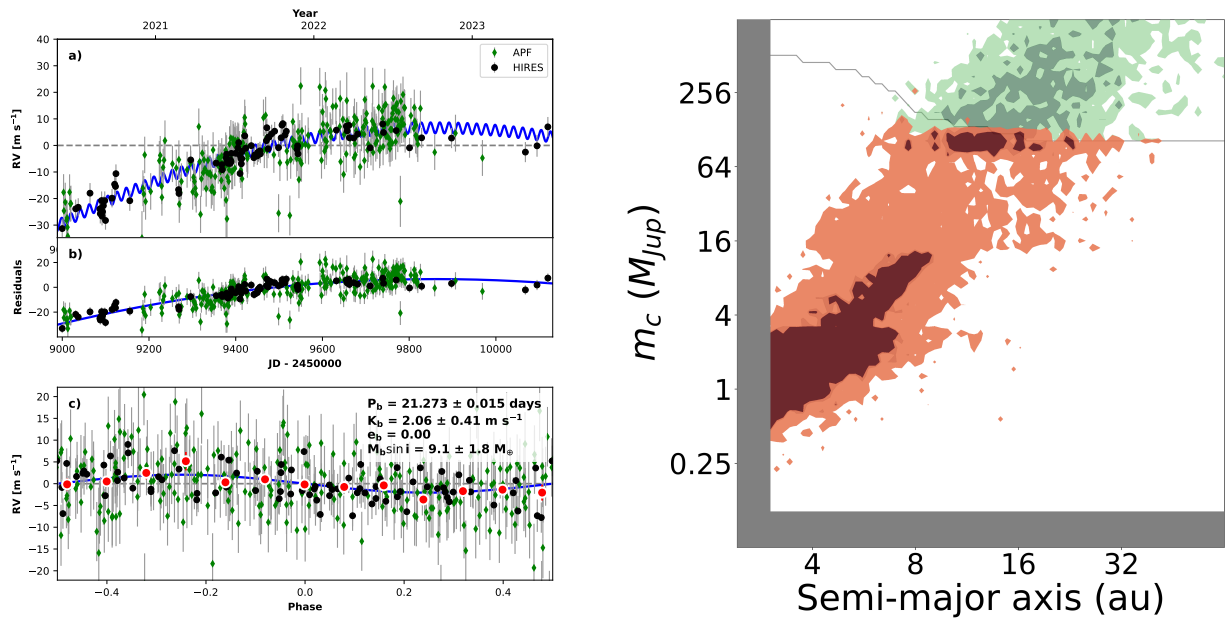 Year
2021 2022 2023
a)
APF
HIRES
RV [m s⁻¹]
40
30
20
10
0
−10
−20
−30
b)
Residuals
20
0
−20
9000 9200 9400 9600 9800 10000
JD - 2450000
c)
P_b = 21.273 ± 0.015 days
K_b = 2.06 ± 0.41 m s⁻¹
e_b = 0.00
M_b sin i = 9.1 ± 1.8 M⊕
RV [m s⁻¹]
20
15
10
5
0
−5
−10
−15
−20
−0.4 −0.2 0.0 0.2 0.4
Phase
m_c (M_Jup)
256
64
16
4
1
0.25
4 8 16 32
Semi-major axis (au)